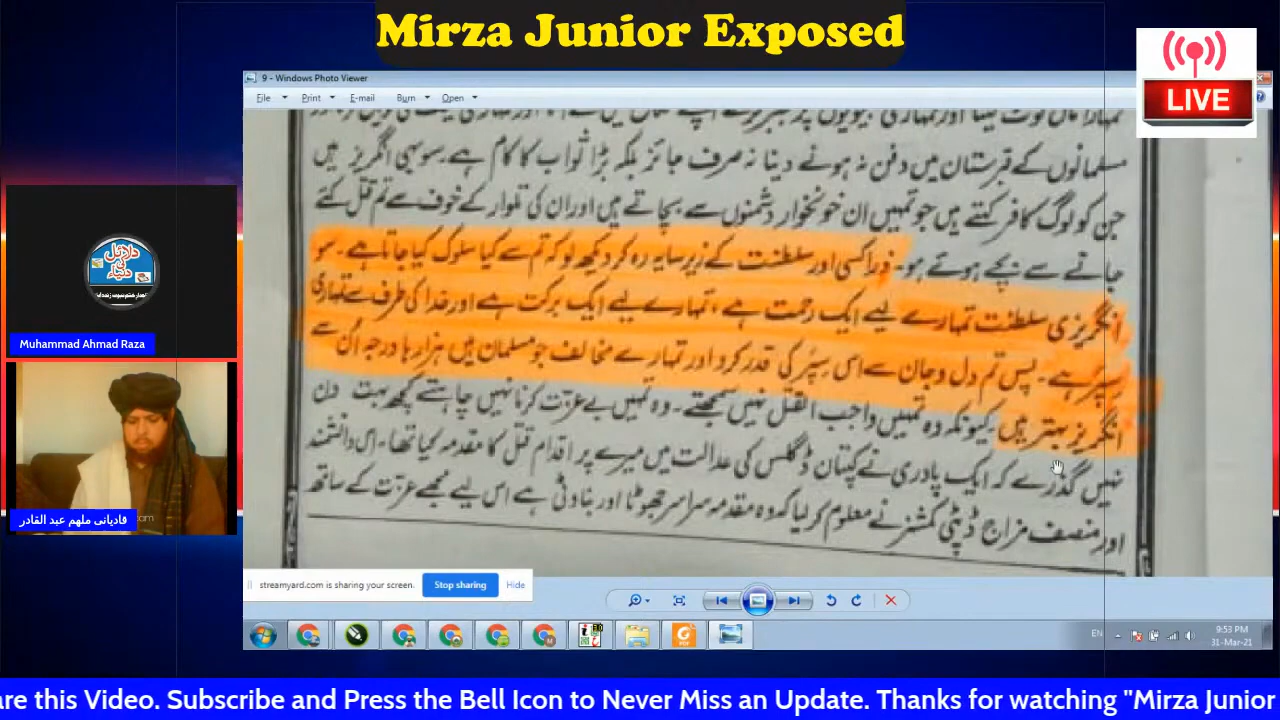 Mirza Junior Exposed
LIVE
9 - Windows Photo Viewer
File Print E-mail Burn Open
مسلمانوں کے قبرستان میں دفن نہ ہونے دینا نہ صرف جائز بلکہ بڑا ثواب کا کام ہے۔ سو یہی انگریز ہیں
جن کو لوگ کافر کہتے ہیں جو تمہیں ان خونخوار دشمنوں سے بچاتے ہیں اور ان کی تلوار کے خوف سے تم قتل کئے
جانے سے بچے ہوئے ہو۔ ذرا کسی اور سلطنت کے زیر سایہ رہ کر دیکھ لو کہ تم سے کیا سلوک کیا جاتا ہے۔ سو
انگریزی سلطنت تمہارے لیے ایک رحمت ہے، تمہارے لیے ایک برکت ہے اور خدا کی طرف سے تمہاری
سپر ہے۔ پس تم دل و جان سے اس سپر کی قدر کرو اور تمہارے مخالف جو مسلمان ہیں ہزار ہا درجہ اُن سے
انگریز بہتر ہیں۔ کیونکہ وہ تمہیں واجب القتل نہیں سمجھتے۔ وہ تمہیں بے عزت کرنا نہیں چاہتے کچھ بہت دن
نہیں گذرے کہ ایک پادری نے کپتان ڈگلس کی عدالت میں میرے پر اقدام قتل کا مقدمہ کیا تھا۔ اس دانشمند
اور منصف مزاج ڈپٹی کمشنر نے معلوم کر لیا کہ وہ مقدمہ سراسر جھوٹا اور بناوٹی ہے اس لیے مجھے عزت کے ساتھ
دلائل کی دنیا
Muhammad Ahmad Raza
قادیانی ملہم عبد القادر
streamyard.com is sharing your screen. Stop sharing Hide
EN
9:53 PM
31-Mar-21
are this Video. Subscribe and Press the Bell Icon to Never Miss an Update. Thanks for watching "Mirza Junior